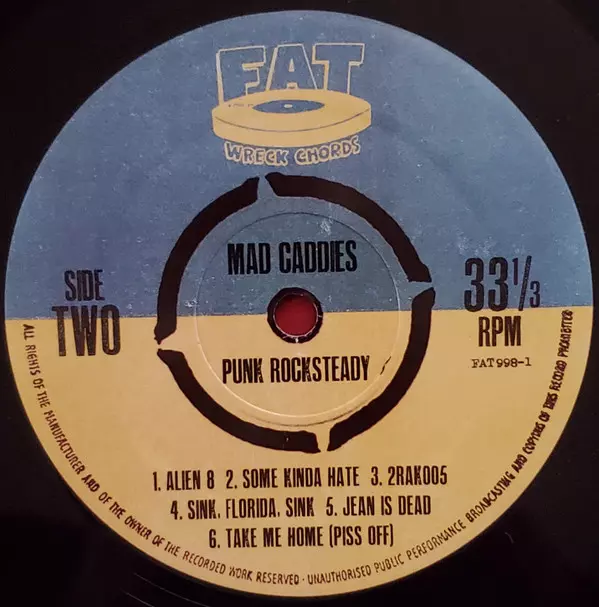 FAT
WRECK CHORDS
MAD CADDIES
SIDE
TWO
33 1/3
RPM
FAT998-1
PUNK ROCKSTEADY
1. ALIEN 8 2. SOME KINDA HATE 3. 2RAK005
4. SINK, FLORIDA, SINK 5. JEAN IS DEAD
6. TAKE ME HOME (PISS OFF)
ALL RIGHTS OF THE MANUFACTURER AND OF THE OWNER OF THE RECORDED WORK RESERVED · UNAUTHORISED PUBLIC PERFORMANCE BROADCASTING AND COPYING OF THIS RECORD PROHIBITED